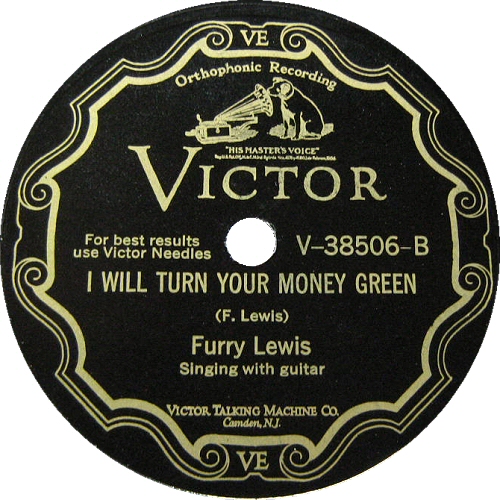 VE
Orthophonic Recording
"HIS MASTER'S VOICE"
VICTOR
For best results
use Victor Needles
V-38506-B
I WILL TURN YOUR MONEY GREEN
(F. Lewis)
Furry Lewis
Singing with guitar
VICTOR TALKING MACHINE CO.
Camden, N.J.
VE